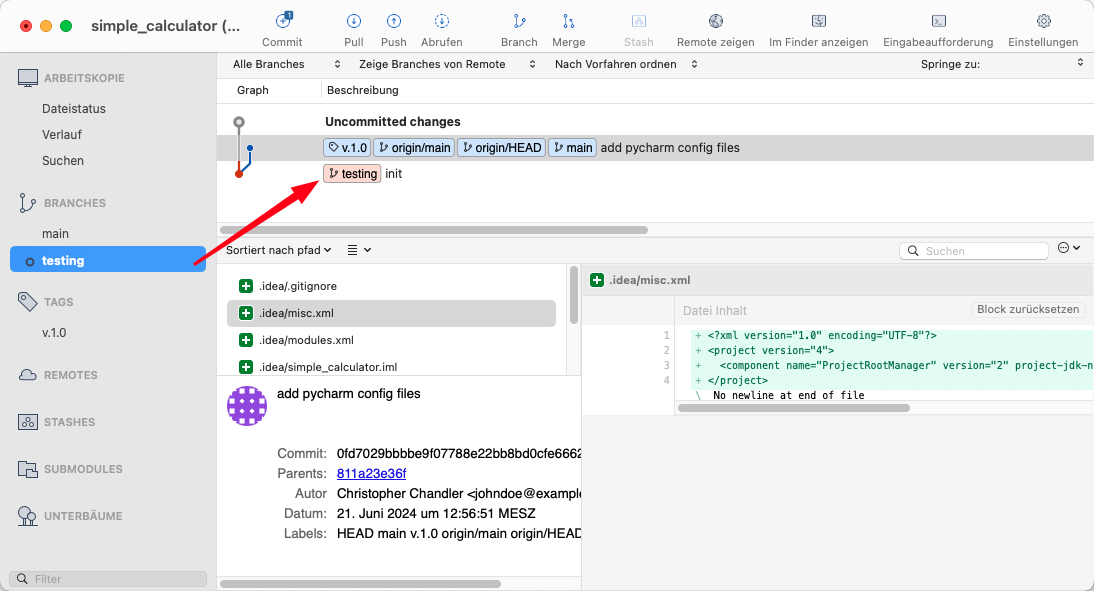 simple_calculator (...
1
Commit Pull Push Abrufen Branch Merge Stash Remote zeigen Im Finder anzeigen Eingabeaufforderung Einstellungen
ARBEITSKOPIE
Dateistatus
Verlauf
Suchen
BRANCHES
main
testing
TAGS
v.1.0
REMOTES
STASHES
SUBMODULES
UNTERBÄUME
Filter
Alle Branches Zeige Branches von Remote Nach Vorfahren ordnen Springe zu:
Graph Beschreibung
Uncommitted changes
v.1.0 origin/main origin/HEAD main add pycharm config files
testing init
Sortiert nach pfad Suchen
.idea/.gitignore
.idea/misc.xml
.idea/modules.xml
.idea/simple_calculator.iml
add pycharm config files
Commit: 0fd7029bbbbe9f07788e22bb8bd0cfe6662
Parents: 811a23e36f
Autor Christopher Chandler <johndoe@example
Datum: 21. Juni 2024 um 12:56:51 MESZ
Labels: HEAD main v.1.0 origin/main origin/HEAD
.idea/misc.xml
Datei Inhalt Block zurücksetzen
1 + <?xml version="1.0" encoding="UTF-8"?>
2 + <project version="4">
3 + <component name="ProjectRootManager" version="2" project-jdk-n
4 + </project>
\ No newline at end of file